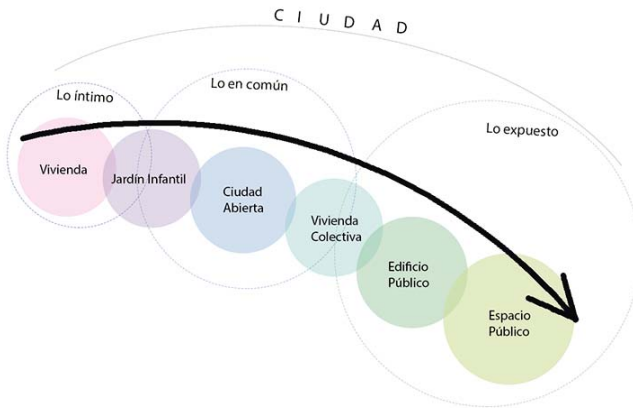 C I U D A D
Lo íntimo
Lo en común
Lo expuesto
Vivienda
Jardín Infantil
Ciudad
Abierta
Vivienda
Colectiva
Edificio
Público
Espacio
Público